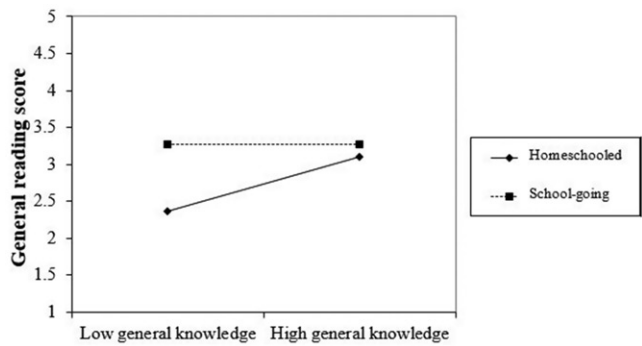 General reading score
5
4.5
4
3.5
3
2.5
2
1.5
1
Low general knowledge
High general knowledge
Homeschooled
School-going